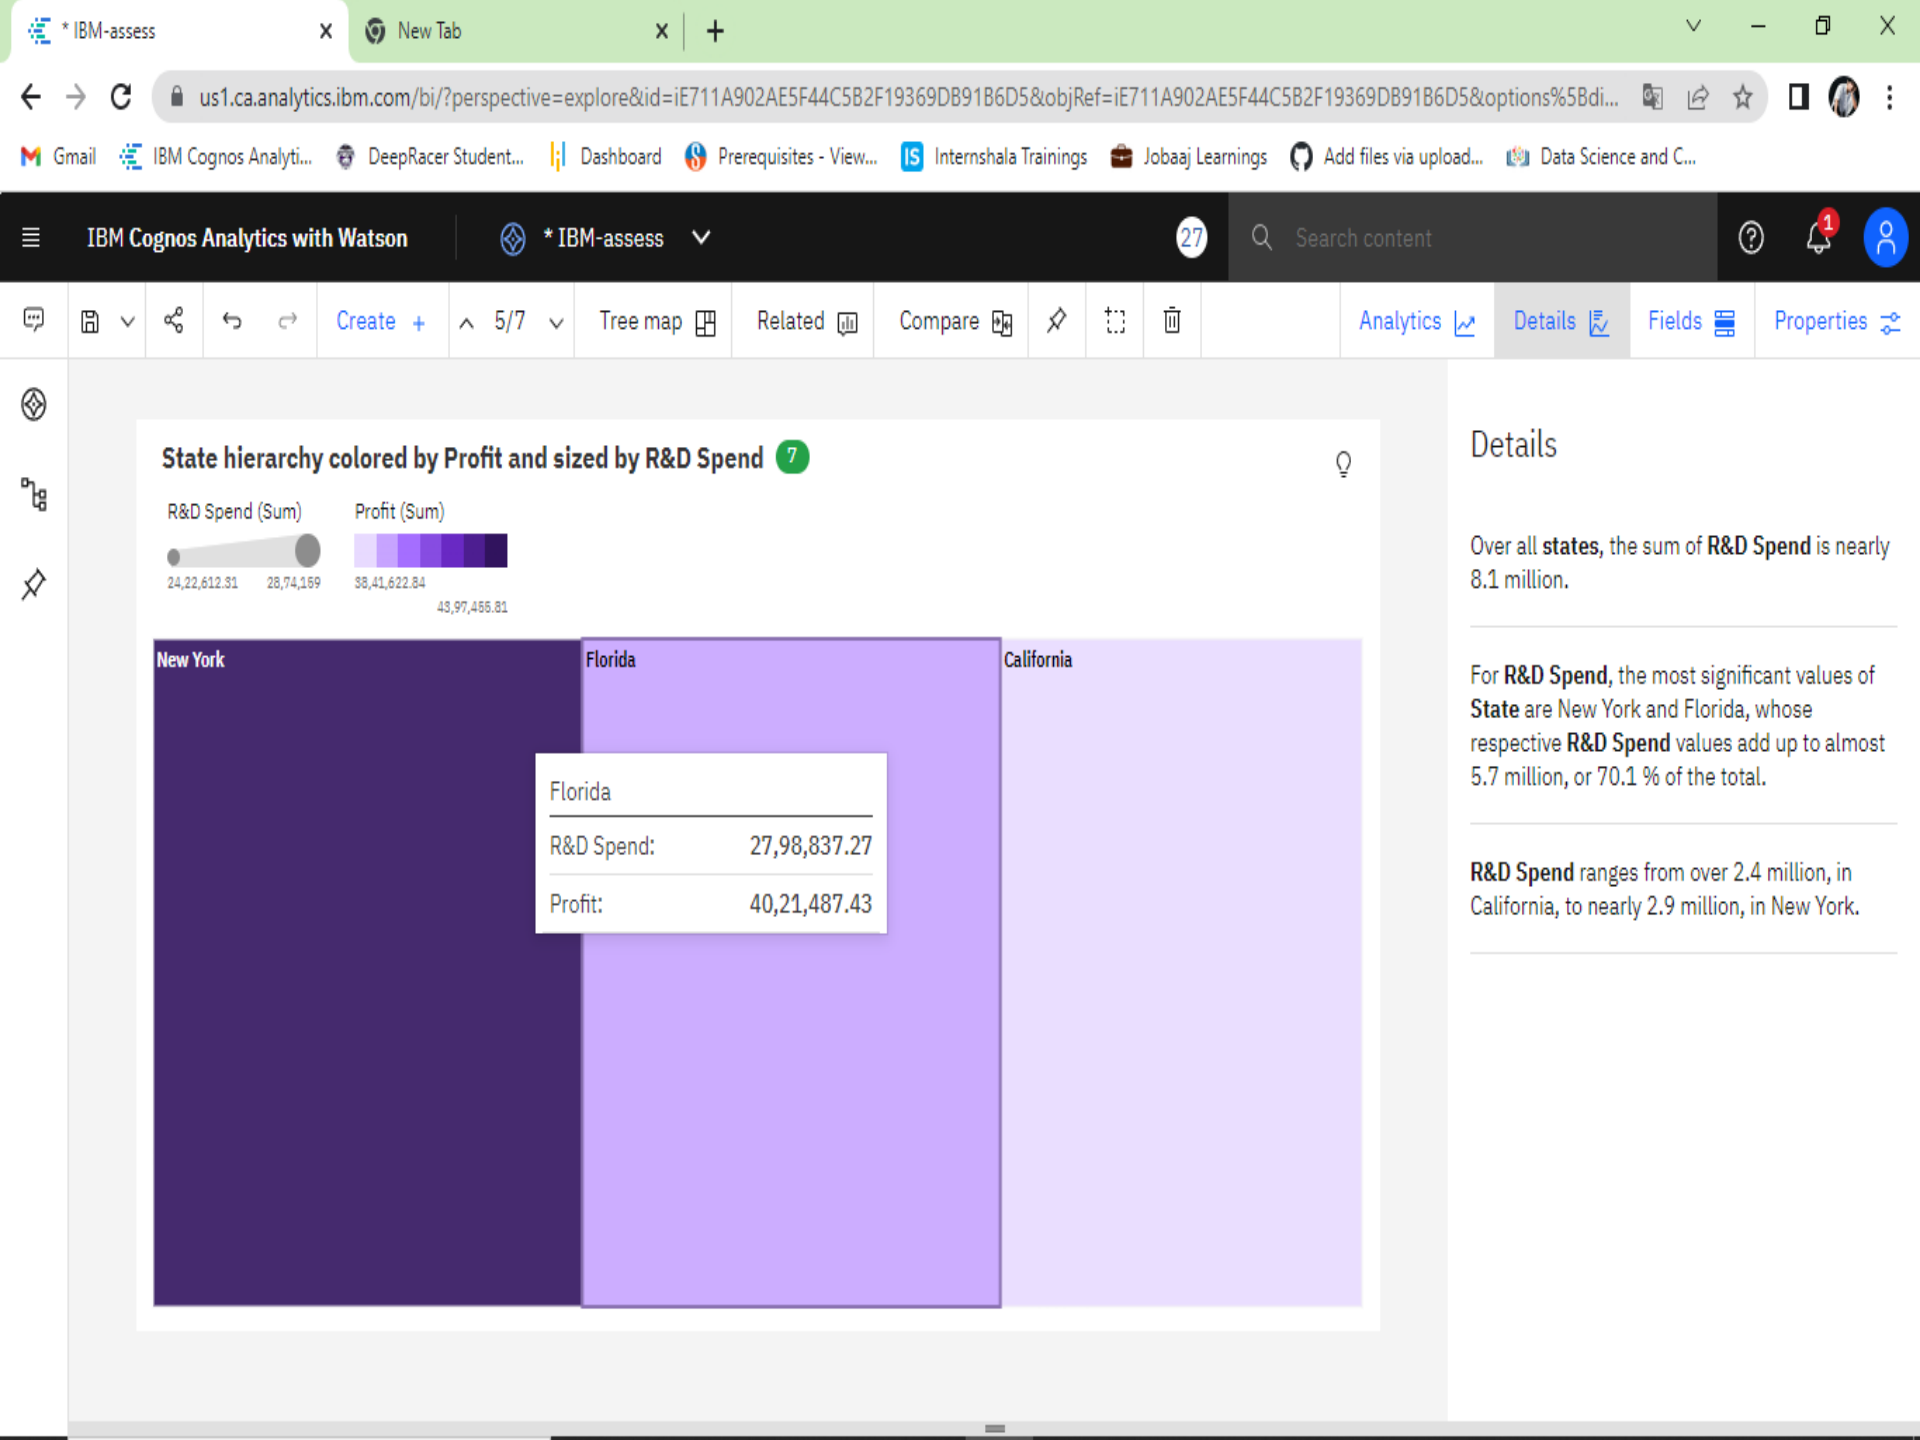 * IBM-assess
New Tab
us1.ca.analytics.ibm.com/bi/?perspective=explore&id=iE711A902AE5F44C5B2F19369DB91B6D5&objRef=iE711A902AE5F44C5B2F19369DB91B6D5&options%5Bdi...
Gmail IBM Cognos Analyti... DeepRacer Student... Dashboard Prerequisites - View... IS Internshala Trainings Jobaaj Learnings Add files via upload... Data Science and C...
IBM Cognos Analytics with Watson * IBM-assess 27 Search content 1
Create + 5/7 Tree map Related Compare Analytics Details Fields Properties
State hierarchy colored by Profit and sized by R&D Spend 7
R&D Spend (Sum) Profit (Sum)
24,22,612.31 28,74,159 38,41,622.84
43,97,456.81
New York Florida California
Florida
R&D Spend: 27,98,837.27
Profit: 40,21,487.43
Details
Over all states, the sum of R&D Spend is nearly
8.1 million.
For R&D Spend, the most significant values of
State are New York and Florida, whose
respective R&D Spend values add up to almost
5.7 million, or 70.1 % of the total.
R&D Spend ranges from over 2.4 million, in
California, to nearly 2.9 million, in New York.